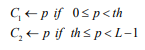 C₁ ← p if 0 ≤ p < th
C₂ ← p if th ≤ p < L-1